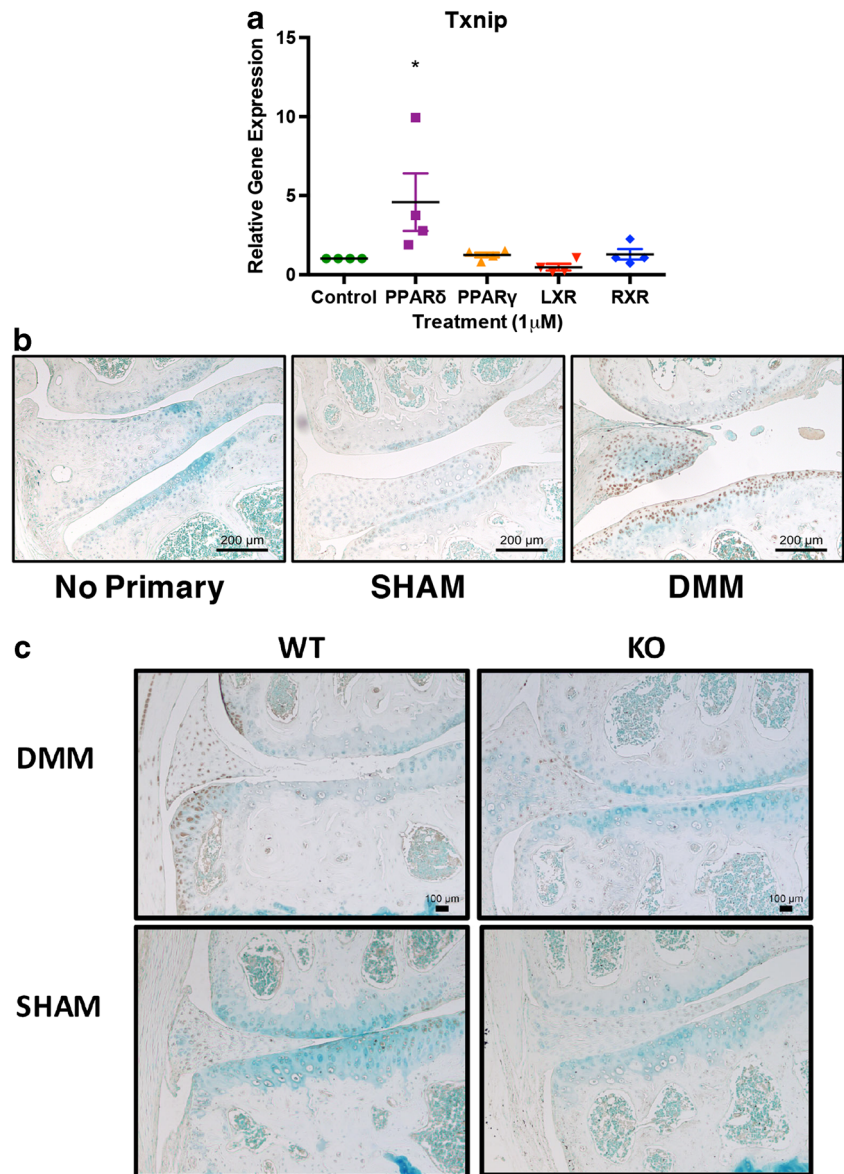 a
Txnip
Relative Gene Expression
15
10
5
0
*
Control PPARδ PPARγ LXR RXR
Treatment (1μM)
b
200 μm
200 μm
200 μm
No Primary SHAM DMM
c
WT KO
DMM
100 μm
100 μm
SHAM